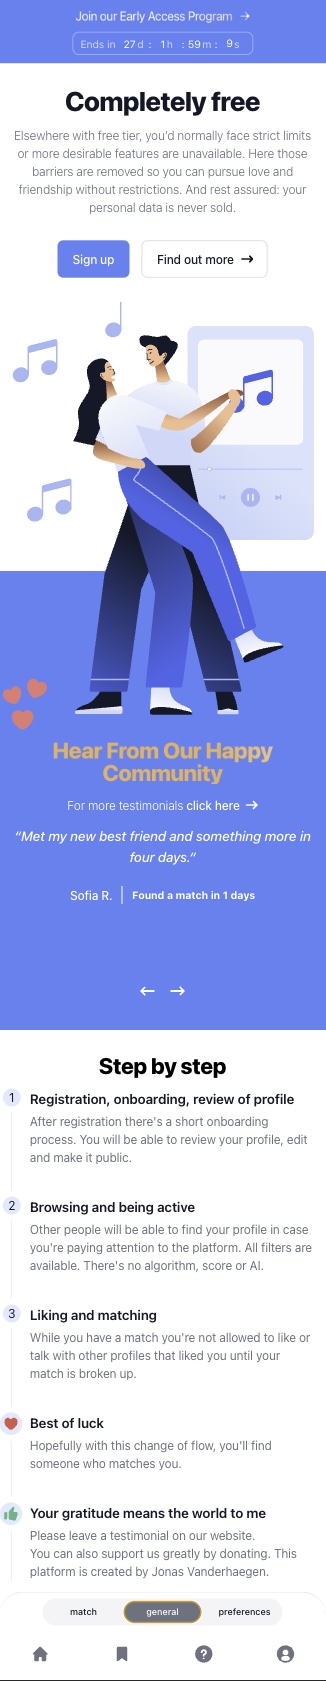 Join our Early Access Program →
Ends in 27 d : 1 h : 59 m : 9 s
Completely free
Elsewhere with free tier, you'd normally face strict limits
or more desirable features are unavailable. Here those
barriers are removed so you can pursue love and
friendship without restrictions. And rest assured: your
personal data is never sold.
Sign up
Find out more →
Hear From Our Happy
Community
For more testimonials click here →
“Met my new best friend and something more in
four days.“
Sofia R.
Found a match in 1 days
← →
Step by step
1 Registration, onboarding, review of profile
After registration there's a short onboarding
process. You will be able to review your profile, edit
and make it public.
2 Browsing and being active
Other people will be able to find your profile in case
you're paying attention to the platform. All filters are
available. There's no algorithm, score or AI.
3 Liking and matching
While you have a match you're not allowed to like or
talk with other profiles that liked you until your
match is broken up.
Best of luck
Hopefully with this change of flow, you'll find
someone who matches you.
Your gratitude means the world to me
Please leave a testimonial on our website.
You can also support us greatly by donating. This
platform is created by Jonas Vanderhaegen.
match general preferences
?